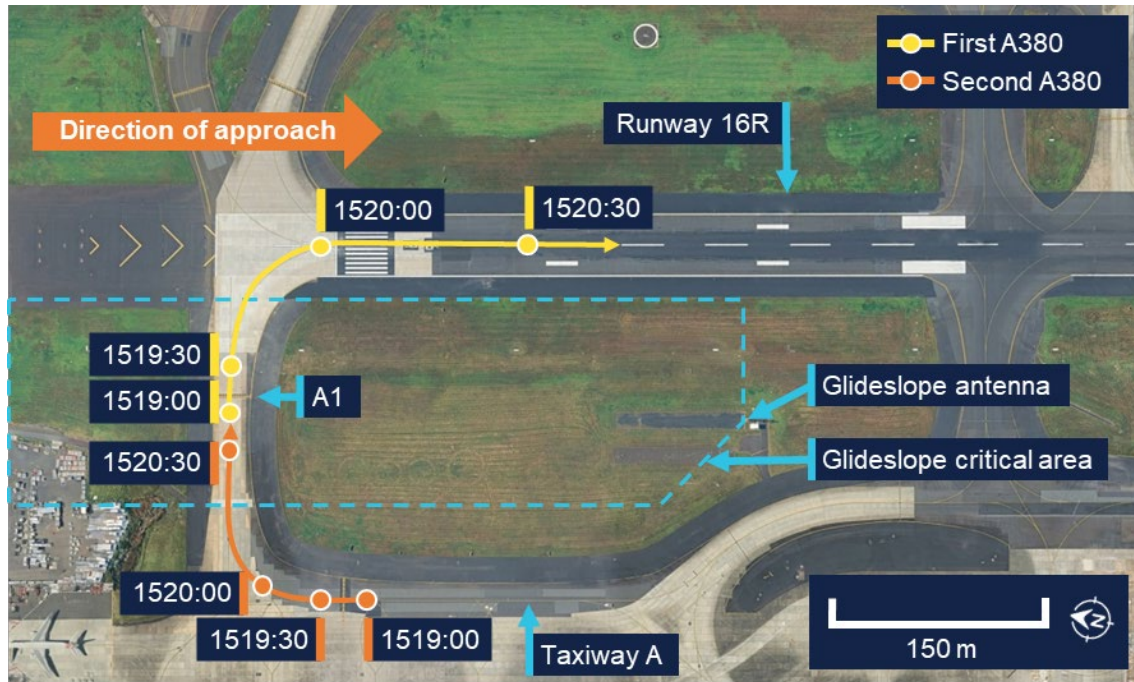 First A380
Second A380
Direction of approach
Runway 16R
1520:00
1520:30
1519:30
1519:00
A1
Glideslope antenna
1520:30
Glideslope critical area
1520:00
1519:30
1519:00
Taxiway A
150 m
N